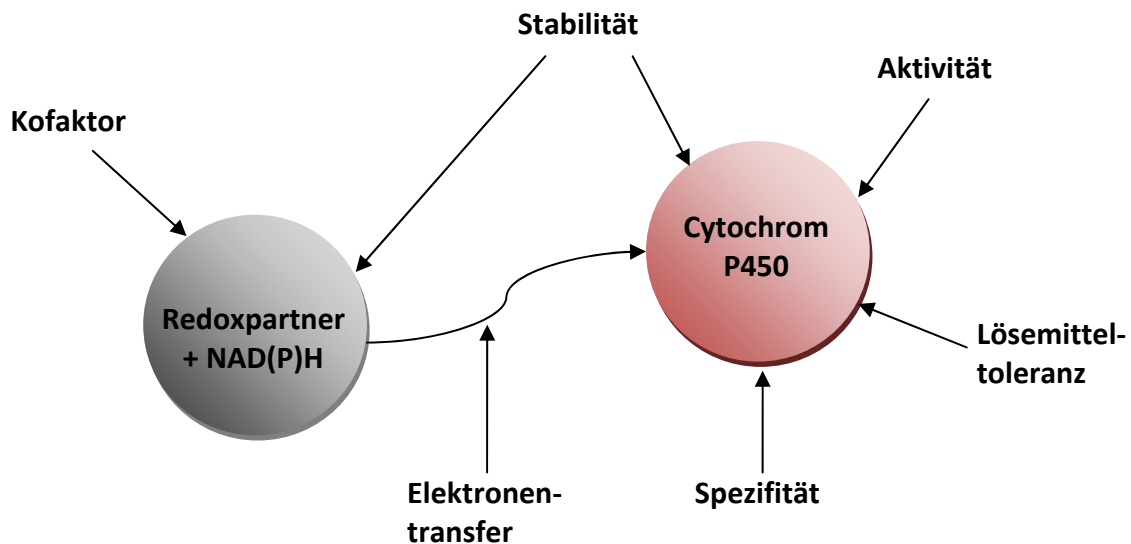 Stabilität
Aktivität
Kofaktor
Cytochrom
P450
Redoxpartner
+ NAD(P)H
Lösemittel-
toleranz
Elektronen-
transfer
Spezifität